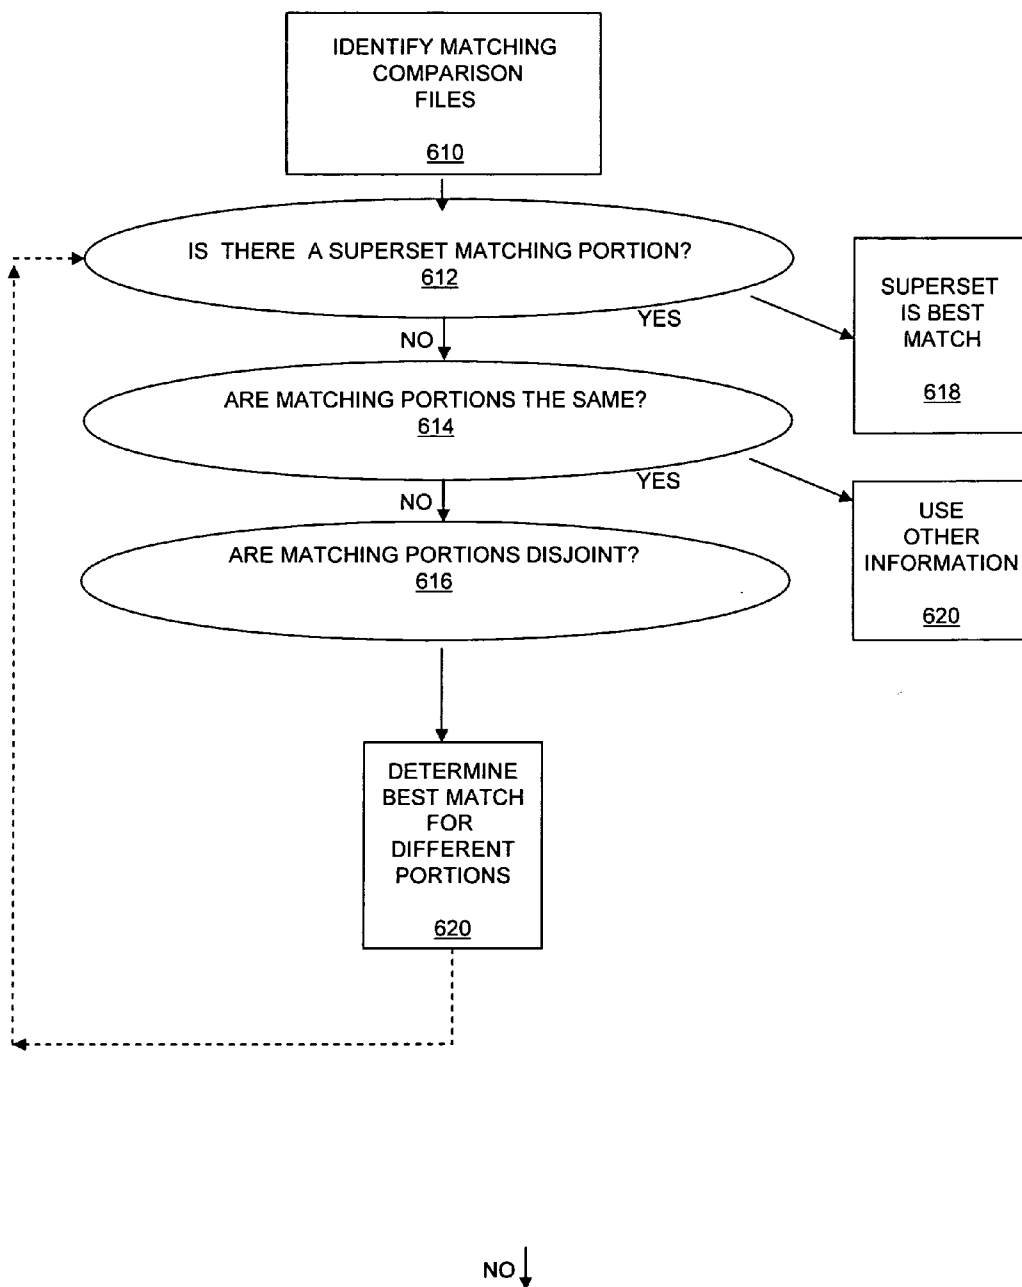 IDENTIFY MATCHING
COMPARISON
FILES
610
IS THERE A SUPERSET MATCHING PORTION?
612
YES
NO
SUPERSET
IS BEST
MATCH
618
ARE MATCHING PORTIONS THE SAME?
614
YES
NO
USE
OTHER
INFORMATION
620
ARE MATCHING PORTIONS DISJOINT?
616
DETERMINE
BEST MATCH
FOR
DIFFERENT
PORTIONS
620
NO